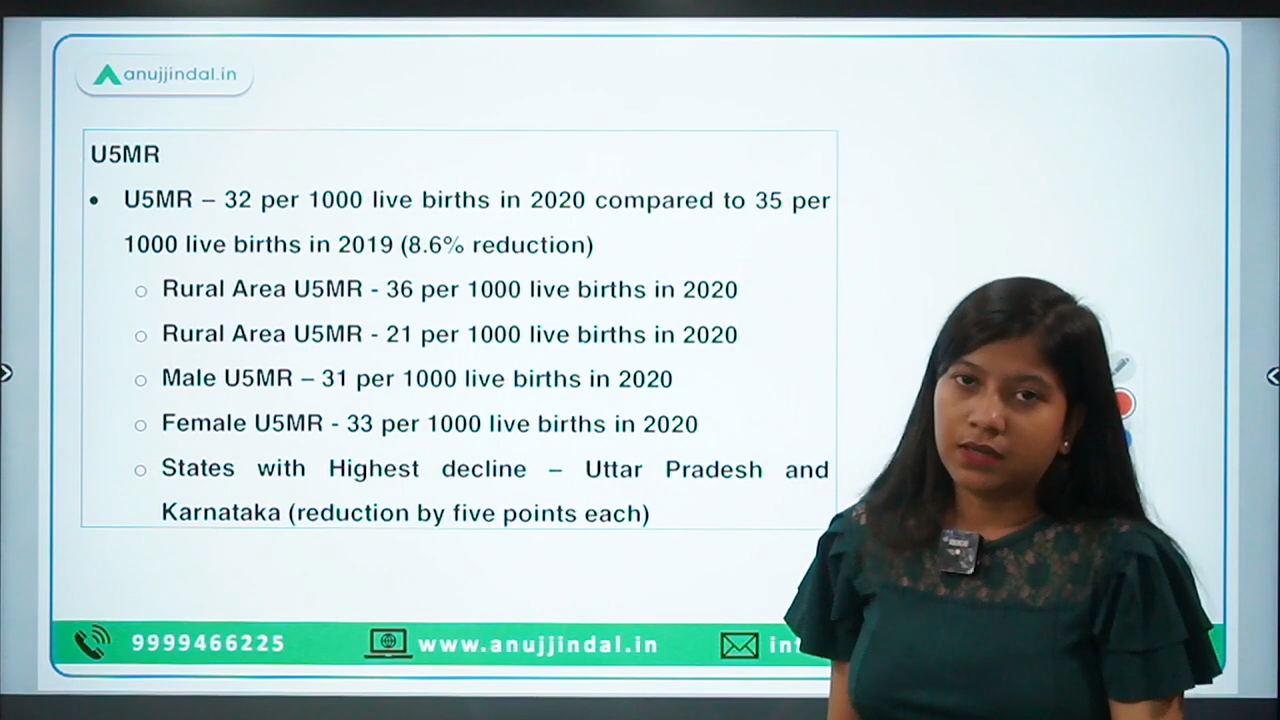 anujjindal.in
U5MR
• U5MR – 32 per 1000 live births in 2020 compared to 35 per
1000 live births in 2019 (8.6% reduction)
○ Rural Area U5MR - 36 per 1000 live births in 2020
○ Rural Area U5MR - 21 per 1000 live births in 2020
○ Male U5MR – 31 per 1000 live births in 2020
○ Female U5MR - 33 per 1000 live births in 2020
○ States with Highest decline – Uttar Pradesh and
Karnataka (reduction by five points each)
9999466225 www.anujjindal.in